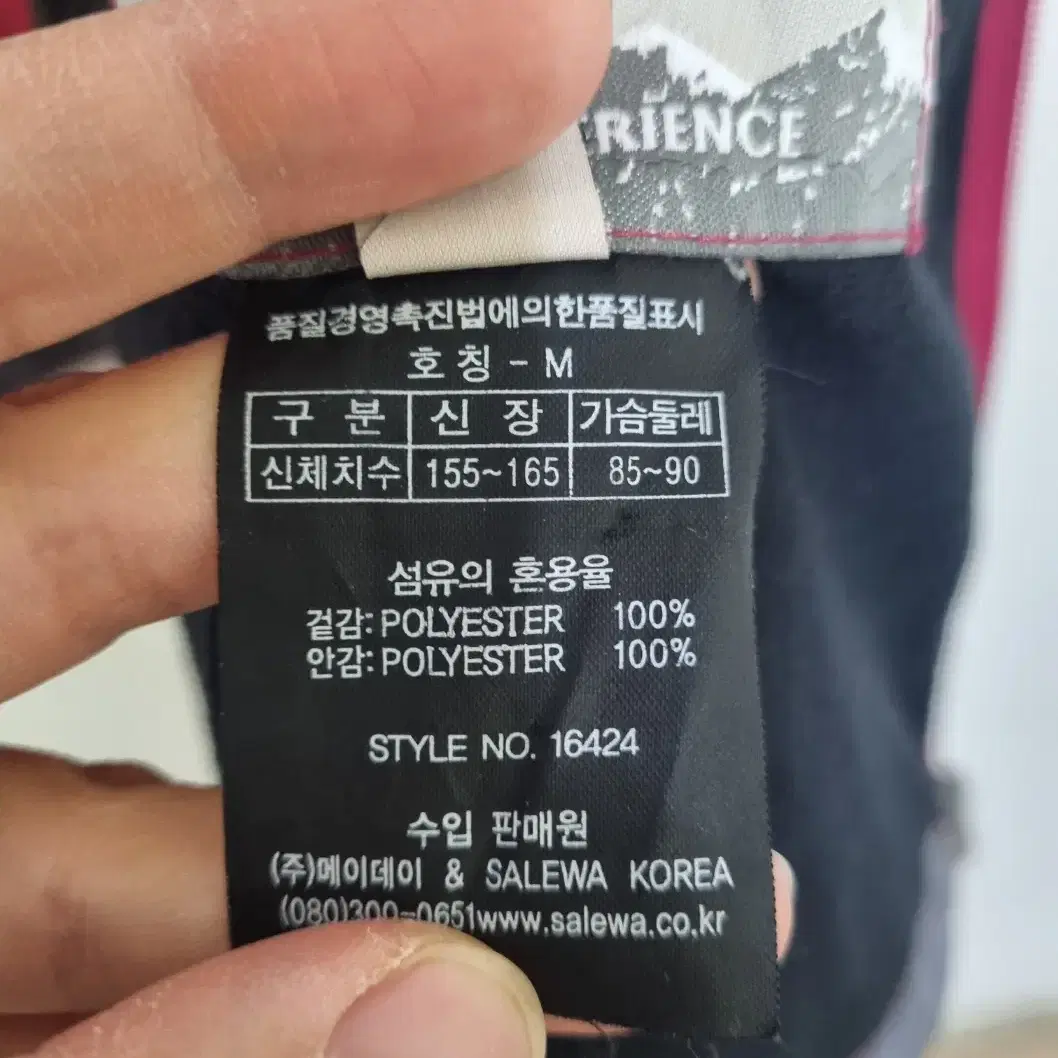 RIENCE
품질경영촉진법에의한품질표시
호칭 - M
구 분 신 장 가슴둘레
신체치수 155~165 85~90
섬유의 혼용율
겉감: POLYESTER 100%
안감: POLYESTER 100%
STYLE NO. 16424
수입 판매원
(주)메이데이 & SALEWA KOREA
(080)300-0651www.salewa.co.kr